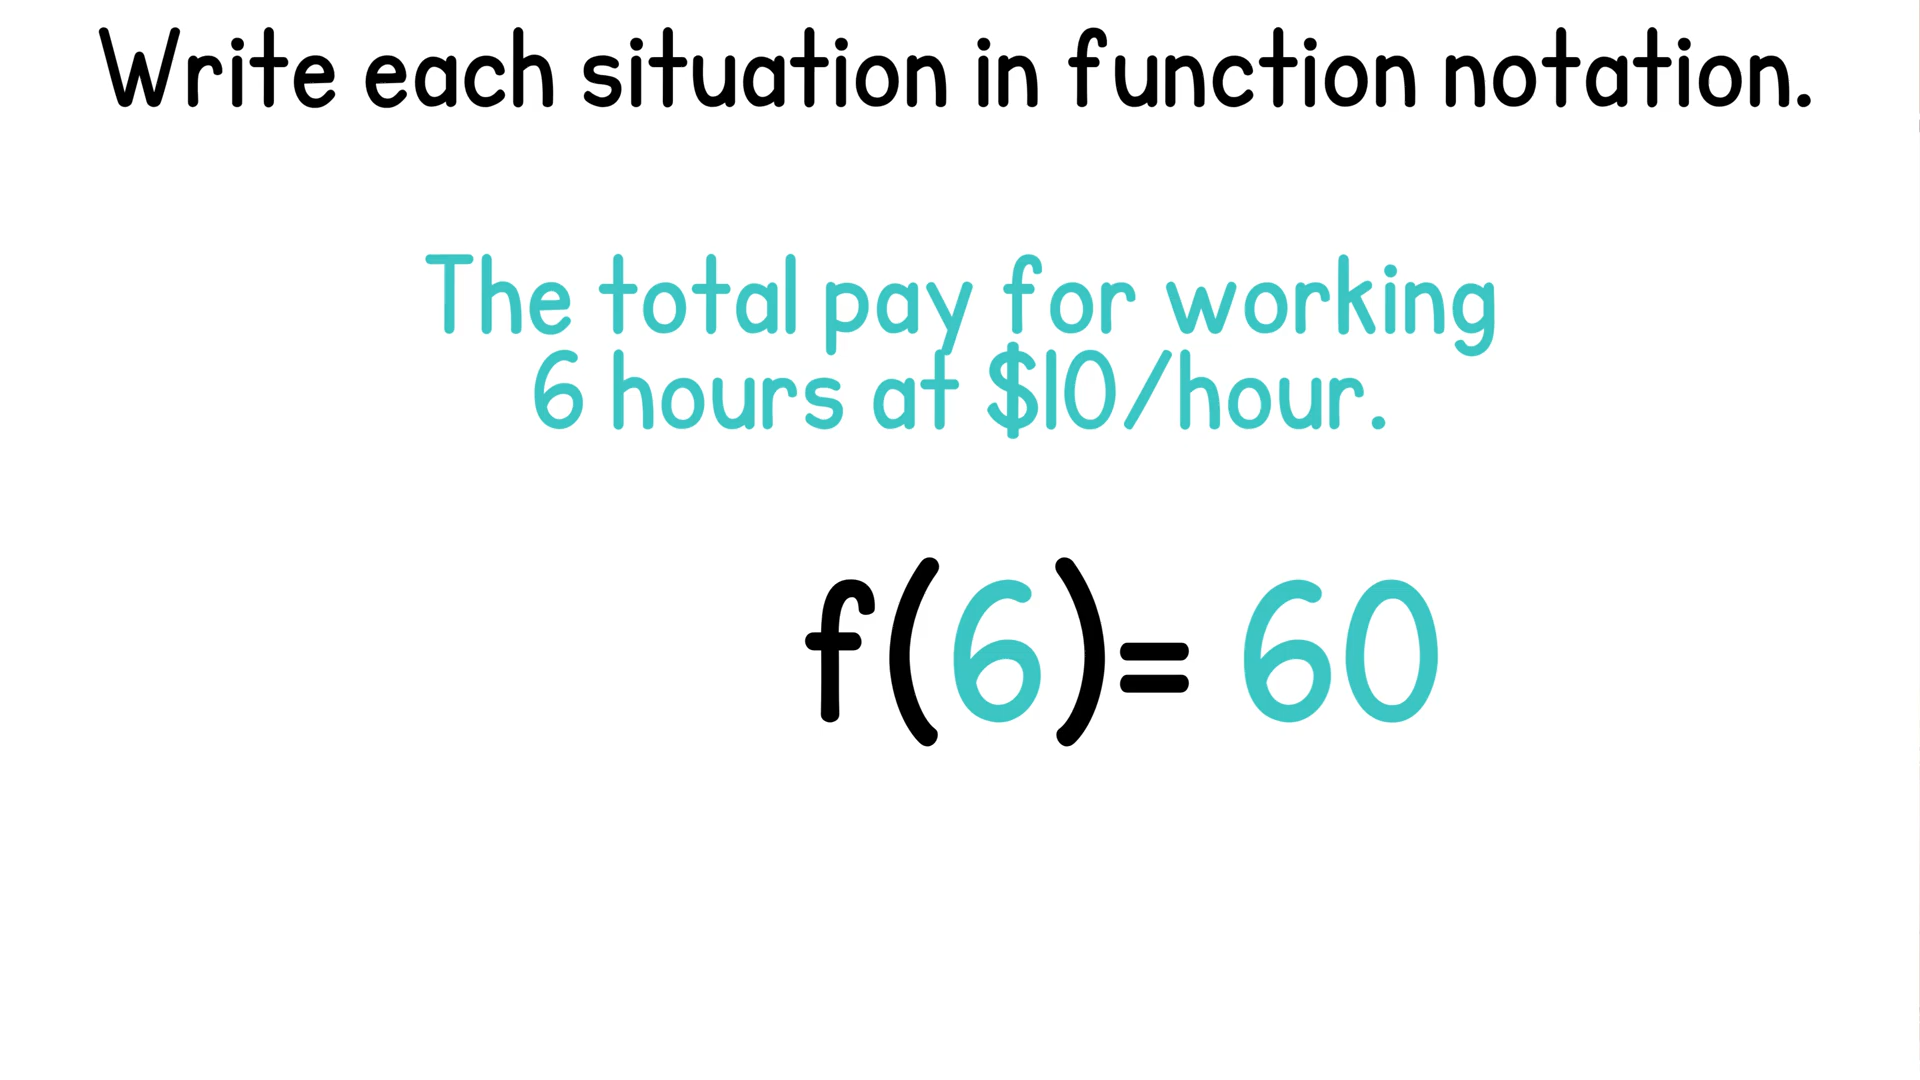 Write each situation in function notation.
The total pay for working
6 hours at $10/hour.
f(6)= 60